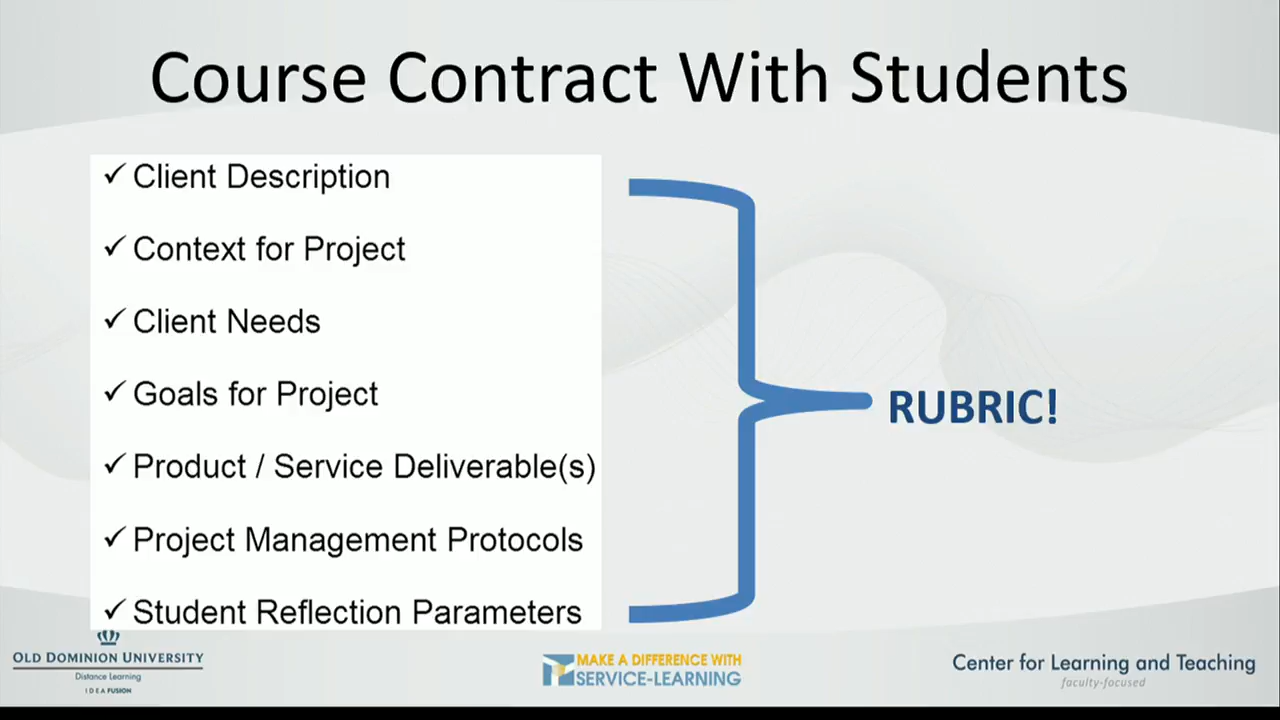 Course Contract With Students
✓ Client Description
✓ Context for Project
✓ Client Needs
✓ Goals for Project
✓ Product / Service Deliverable(s)
✓ Project Management Protocols
✓ Student Reflection Parameters
RUBRIC!
OLD DOMINION UNIVERSITY
Distance Learning
IDEA FUSION
MAKE A DIFFERENCE WITH
SERVICE-LEARNING
Center for Learning and Teaching
faculty-focused